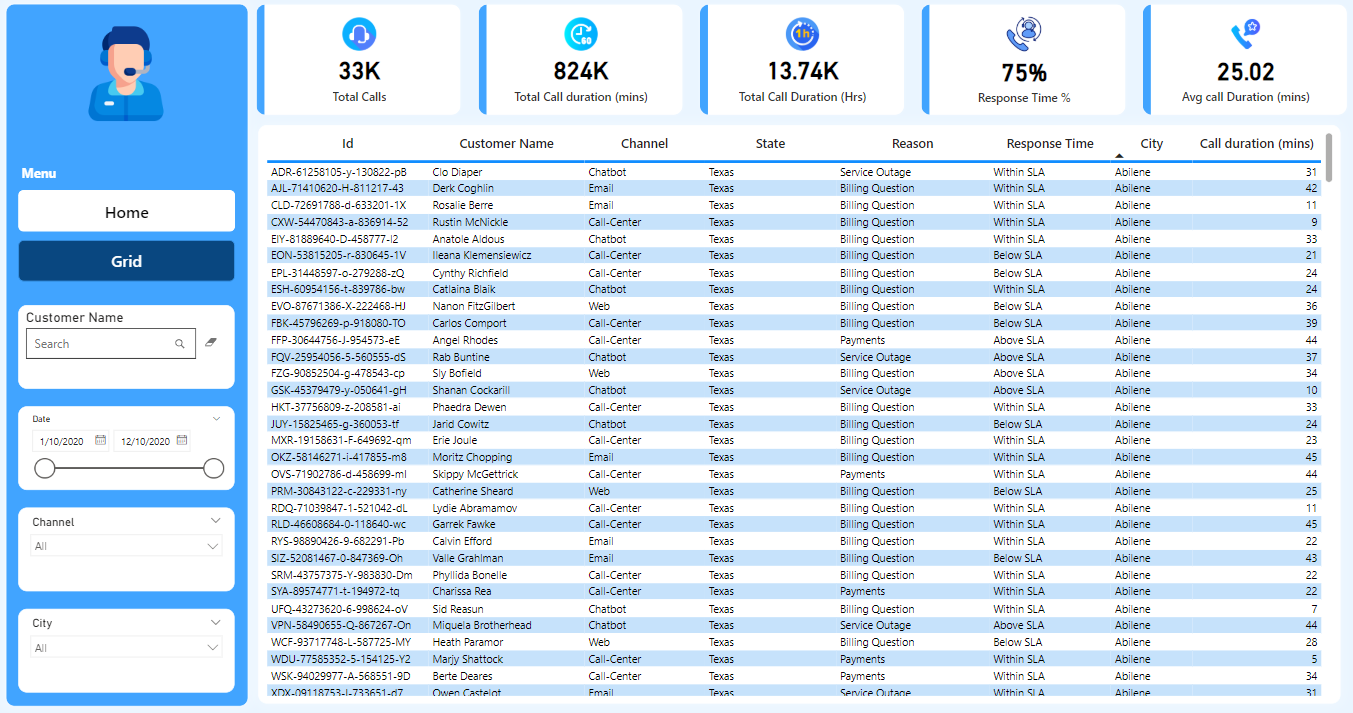 Menu
Home
Grid
Customer Name
Search
Date
1/10/2020 12/10/2020
Channel
All
City
All
60
33K
Total Calls
824K
Total Call duration (mins)
1h
13.74K
Total Call Duration (Hrs)
75%
Response Time %
25.02
Avg call Duration (mins)
Id Customer Name Channel State Reason Response Time City Call duration (mins)
ADR-61258105-y-130822-pB Clo Diaper Chatbot Texas Service Outage Within SLA Abilene 31
AJL-71410620-H-811217-43 Derk Coghlin Email Texas Billing Question Within SLA Abilene 42
CLD-72691788-d-633201-1X Rosalie Berre Email Texas Billing Question Within SLA Abilene 11
CXW-54470843-a-836914-52 Rustin McNickle Call-Center Texas Billing Question Within SLA Abilene 9
EIY-81889640-D-458777-I2 Anatole Aldous Chatbot Texas Billing Question Within SLA Abilene 33
EON-53815205-r-830645-1V Ileana Klemensiewicz Call-Center Texas Billing Question Below SLA Abilene 21
EPL-31448597-o-279288-zQ Cynthy Richfield Call-Center Texas Billing Question Below SLA Abilene 24
ESH-60954156-t-839786-bw Catlaina Blaik Chatbot Texas Billing Question Within SLA Abilene 24
EVO-87671386-X-222468-HJ Nanon FitzGilbert Web Texas Billing Question Below SLA Abilene 36
FBK-45796269-p-918080-TO Carlos Comport Call-Center Texas Billing Question Below SLA Abilene 39
FFP-30644756-J-954573-eE Angel Rhodes Call-Center Texas Payments Above SLA Abilene 44
FQV-25954056-5-560555-dS Rab Buntine Chatbot Texas Service Outage Above SLA Abilene 37
FZG-90852504-g-478543-cp Sly Bofield Web Texas Billing Question Above SLA Abilene 34
GSK-45379479-y-050641-gH Shanan Cockarill Chatbot Texas Service Outage Above SLA Abilene 10
HKT-37756809-z-208581-ai Phaedra Dewen Call-Center Texas Billing Question Within SLA Abilene 33
JUY-15825465-g-360053-tf Jarid Cowitz Chatbot Texas Billing Question Below SLA Abilene 24
MXR-19158631-F-649692-qm Erie Joule Call-Center Texas Billing Question Within SLA Abilene 23
OKZ-58146271-i-417855-m8 Moritz Chopping Email Texas Billing Question Within SLA Abilene 45
OVS-71902786-d-458699-ml Skippy McGettrick Call-Center Texas Payments Within SLA Abilene 44
PRM-30843122-c-229331-ny Catherine Sheard Web Texas Billing Question Below SLA Abilene 25
RDQ-71039847-1-521042-dL Lydie Abramamov Call-Center Texas Billing Question Within SLA Abilene 11
RLD-46608684-0-118640-wc Garrek Fawke Call-Center Texas Billing Question Within SLA Abilene 45
RYS-98890426-9-682291-Pb Calvin Efford Email Texas Billing Question Within SLA Abilene 22
SIZ-52081467-0-847369-Oh Valle Grahlman Email Texas Billing Question Below SLA Abilene 43
SRM-43757375-Y-983830-Dm Phyllida Bonelle Call-Center Texas Billing Question Within SLA Abilene 22
SYA-89574771-t-194972-tq Charissa Rea Call-Center Texas Payments Within SLA Abilene 22
UFQ-43273620-6-998624-oV Sid Reasun Chatbot Texas Billing Question Within SLA Abilene 7
VPN-58490655-Q-867267-On Miquela Brotherhead Chatbot Texas Service Outage Above SLA Abilene 44
WCF-93717748-L-587725-MY Heath Paramor Web Texas Billing Question Below SLA Abilene 28
WDU-77585352-5-154125-Y2 Marjy Shattock Call-Center Texas Payments Within SLA Abilene 5
WSK-94029977-A-568551-9D Berte Deares Call-Center Texas Payments Within SLA Abilene 34
XDX-09118753-I-733651-d7 Owen Castelot Email Texas Service Outage Within SLA Abilene 31